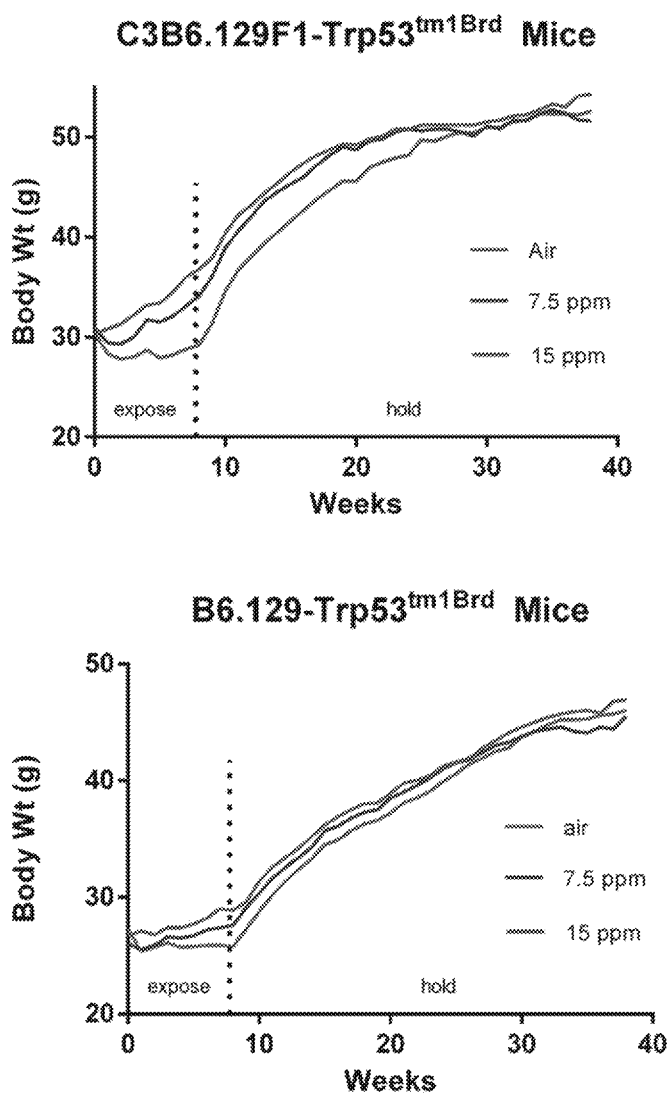 C3B6.129F1-Trp53tm1Brd Mice
50
40
30
20
Body Wt (g)
Air
7.5 ppm
15 ppm
expose
hold
0
10
20
30
40
Weeks
B6.129-Trp53tm1Brd Mice
50
40
30
20
Body Wt (g)
air
7.5 ppm
15 ppm
expose
hold
0
10
20
30
40
Weeks